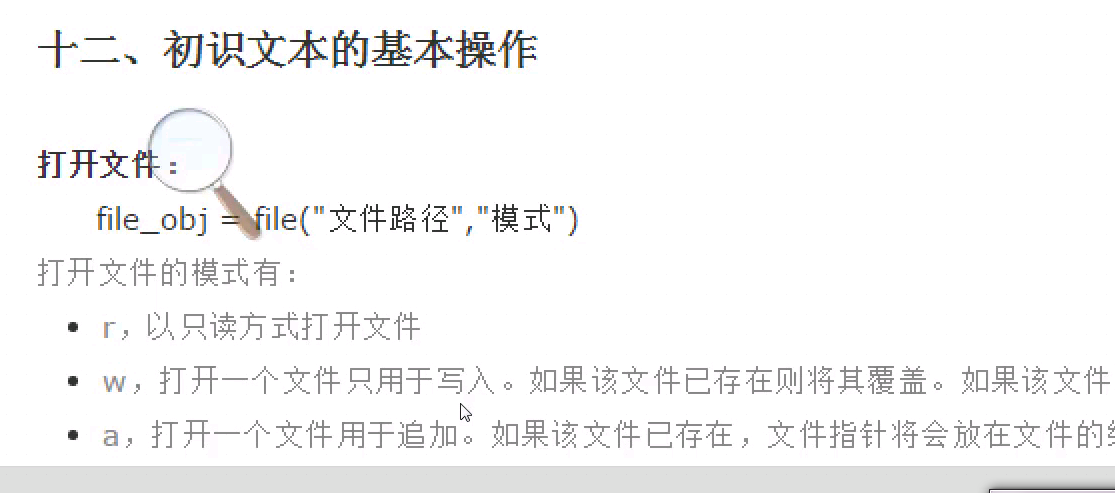 十二、初识文本的基本操作
打开文件：
file_obj = file("文件路径","模式")
打开文件的模式有：
r，以只读方式打开文件
w，打开一个文件只用于写入。如果该文件已存在则将其覆盖。如果该文件
a，打开一个文件用于追加。如果该文件已存在，文件指针将会放在文件的